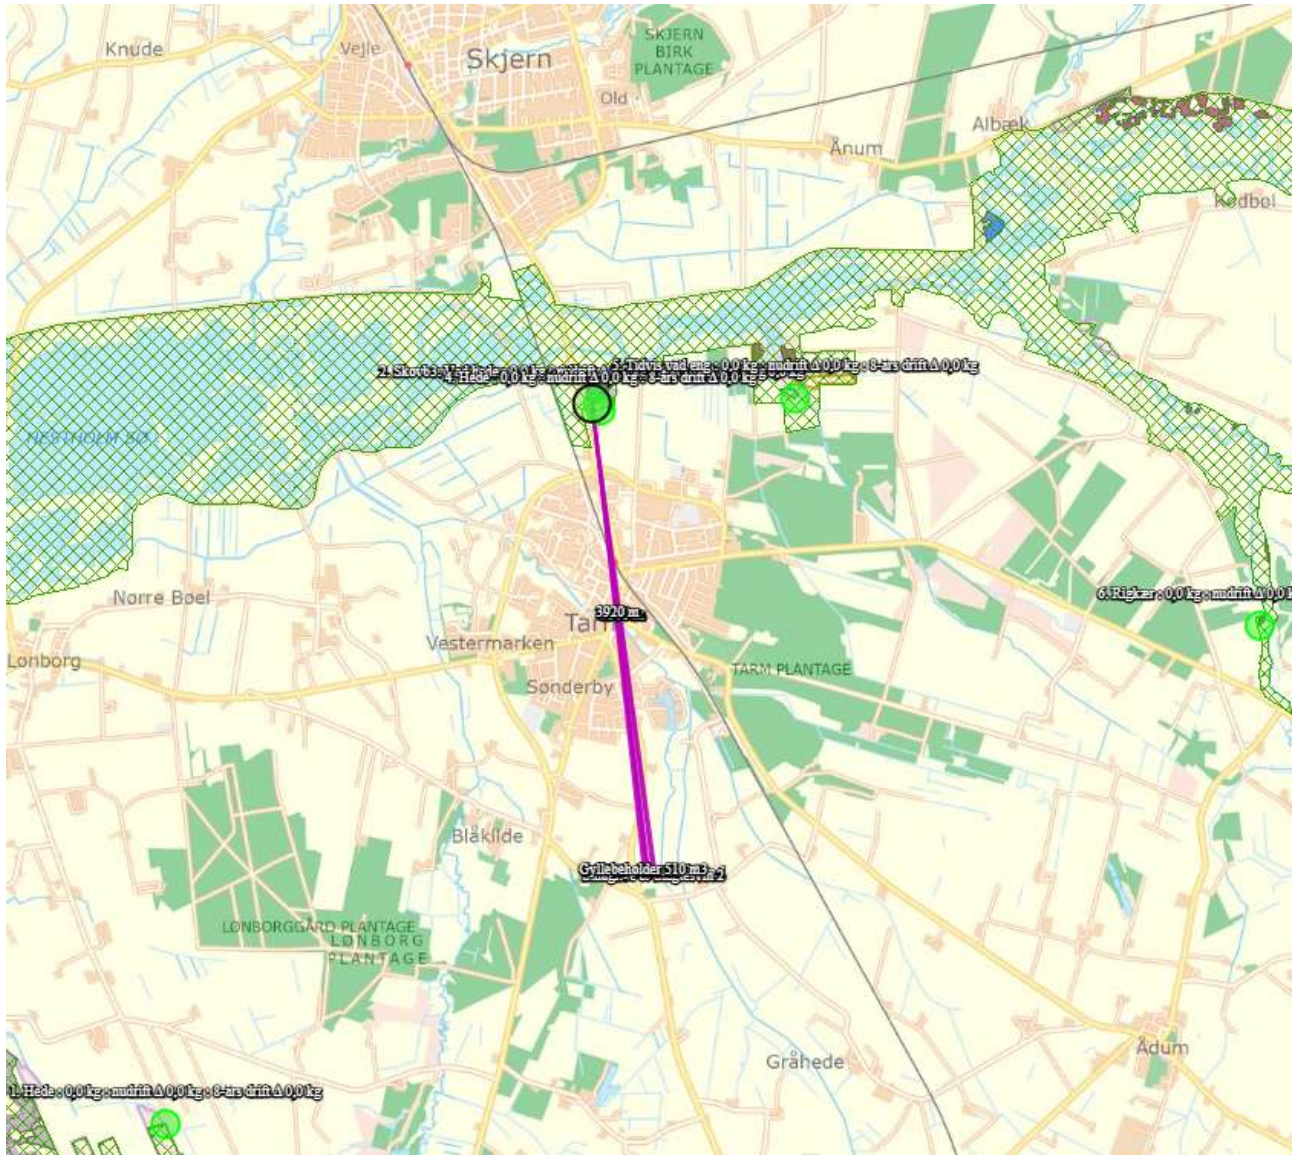 Knude
Vejle
Skjern
SKJERN
BIRK
PLANTAGE
Old
Albæk
Ånum
Kodbøl
5. Tidvis våd eng : 0,0 kg : nudrift Δ 0,0 kg : 8-års drift Δ 0,0 kg
4. Hede : 0,0 kg : nudrift Δ 0,0 kg : 8-års drift Δ 0,0 kg
HESTHOLM SØ
Nørre Bøel
6. Rigkær : 0,0 kg : nudrift Δ 0,0 k
3920 m
Vestermarken
Lønborg
TARM PLANTAGE
Sønderby
Blåkilde
Gyllebeholder 510 m3
LØNBORGGÅRD PLANTAGE
LØNBORG
PLANTAGE
Ådum
Gråhede
1. Hede : 0,0 kg : nudrift Δ 0,0 kg : 8-års drift Δ 0,0 kg